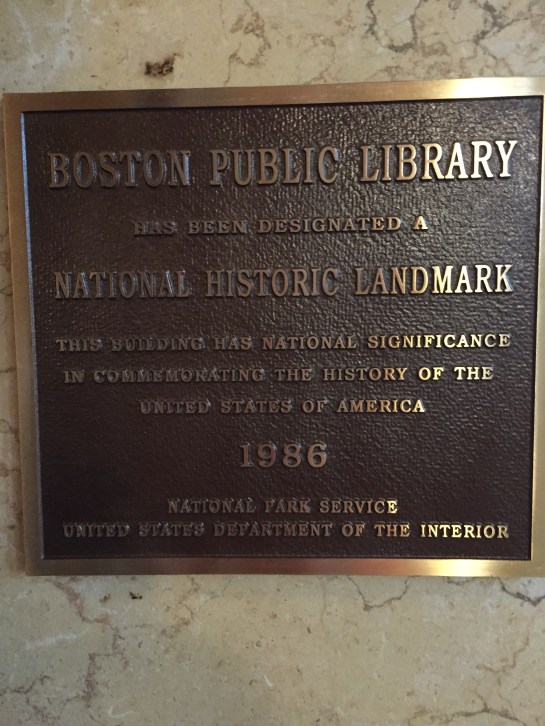 BOSTON PUBLIC LIBRARY
HAS BEEN DESIGNATED A
NATIONAL HISTORIC LANDMARK
THIS BUILDING HAS NATIONAL SIGNIFICANCE
IN COMMEMORATING THE HISTORY OF THE
UNITED STATES OF AMERICA
1986
NATIONAL PARK SERVICE
UNITED STATES DEPARTMENT OF THE INTERIOR